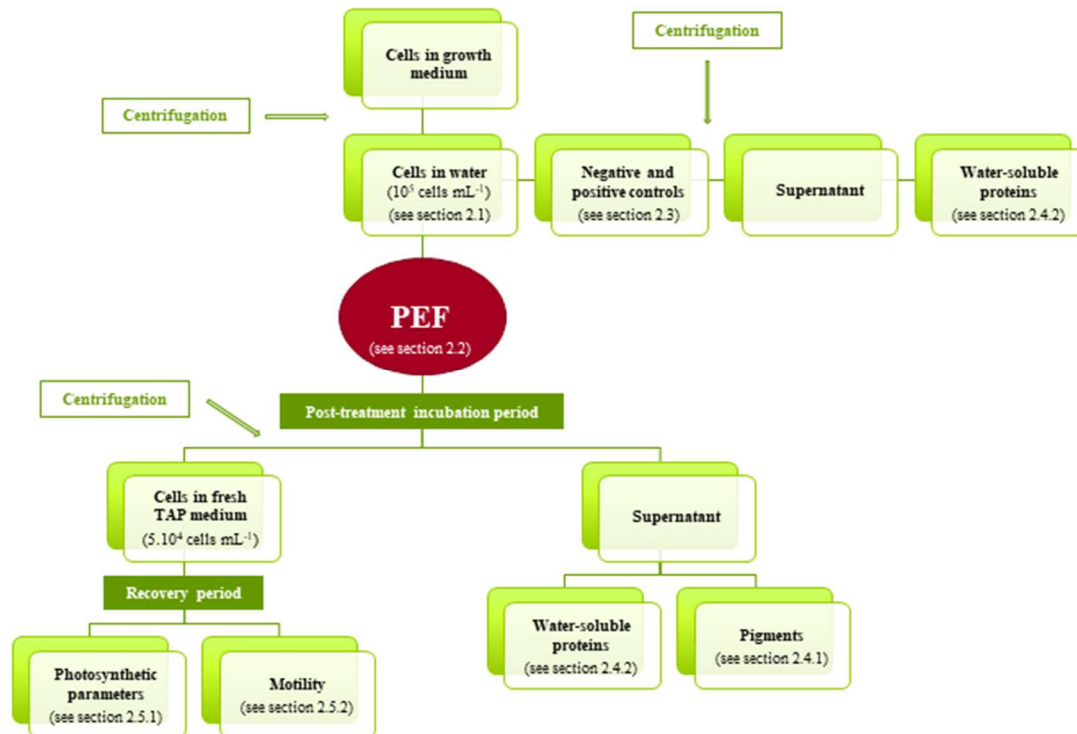 Centrifugation
Cells in growth
medium
Centrifugation
Cells in water
(10⁵ cells mL⁻¹)
(see section 2.1)
Negative and
positive controls
(see section 2.3)
Supernatant
Water-soluble
proteins
(see section 2.4.2)
PEF
(see section 2.2)
Centrifugation
Post-treatment incubation period
Cells in fresh
TAP medium
(5.10⁴ cells mL⁻¹)
Supernatant
Recovery period
Water-soluble
proteins
(see section 2.4.2)
Pigments
(see section 2.4.1)
Photosynthetic
parameters
(see section 2.5.1)
Motility
(see section 2.5.2)